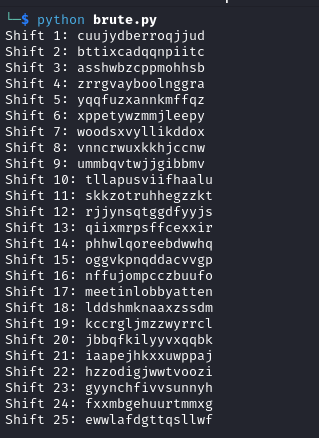 └─$ python brute.py
Shift 1: cuujydberroqjjud
Shift 2: bttixcadqqnpiitc
Shift 3: asshwbzcppmohhsb
Shift 4: zrrgvayboolnggra
Shift 5: yqqfuzxannkmffqz
Shift 6: xppetywzmmjleepy
Shift 7: woodsxvyllikddox
Shift 8: vnncrwuxkkhjccnw
Shift 9: ummbqvtwjjgibbmv
Shift 10: tllapusviifhaalu
Shift 11: skkzotruhhegzzkt
Shift 12: rjjynsqtggdfyyjs
Shift 13: qiixmrpsffcexxir
Shift 14: phhwlqoreebdwwhq
Shift 15: oggvkpnqddacvvgp
Shift 16: nffujompcczbuufo
Shift 17: meetinlobbyatten
Shift 18: lddshmknaaxzssdm
Shift 19: kccrgljmzzwyrrcl
Shift 20: jbbqfkilyyvxqqbk
Shift 21: iaapejhkxxuwppaj
Shift 22: hzzodigjwwtvoozi
Shift 23: gyynchfivvsunnyh
Shift 24: fxxmbgehuurtmmxg
Shift 25: ewwlafdgttqsllwf